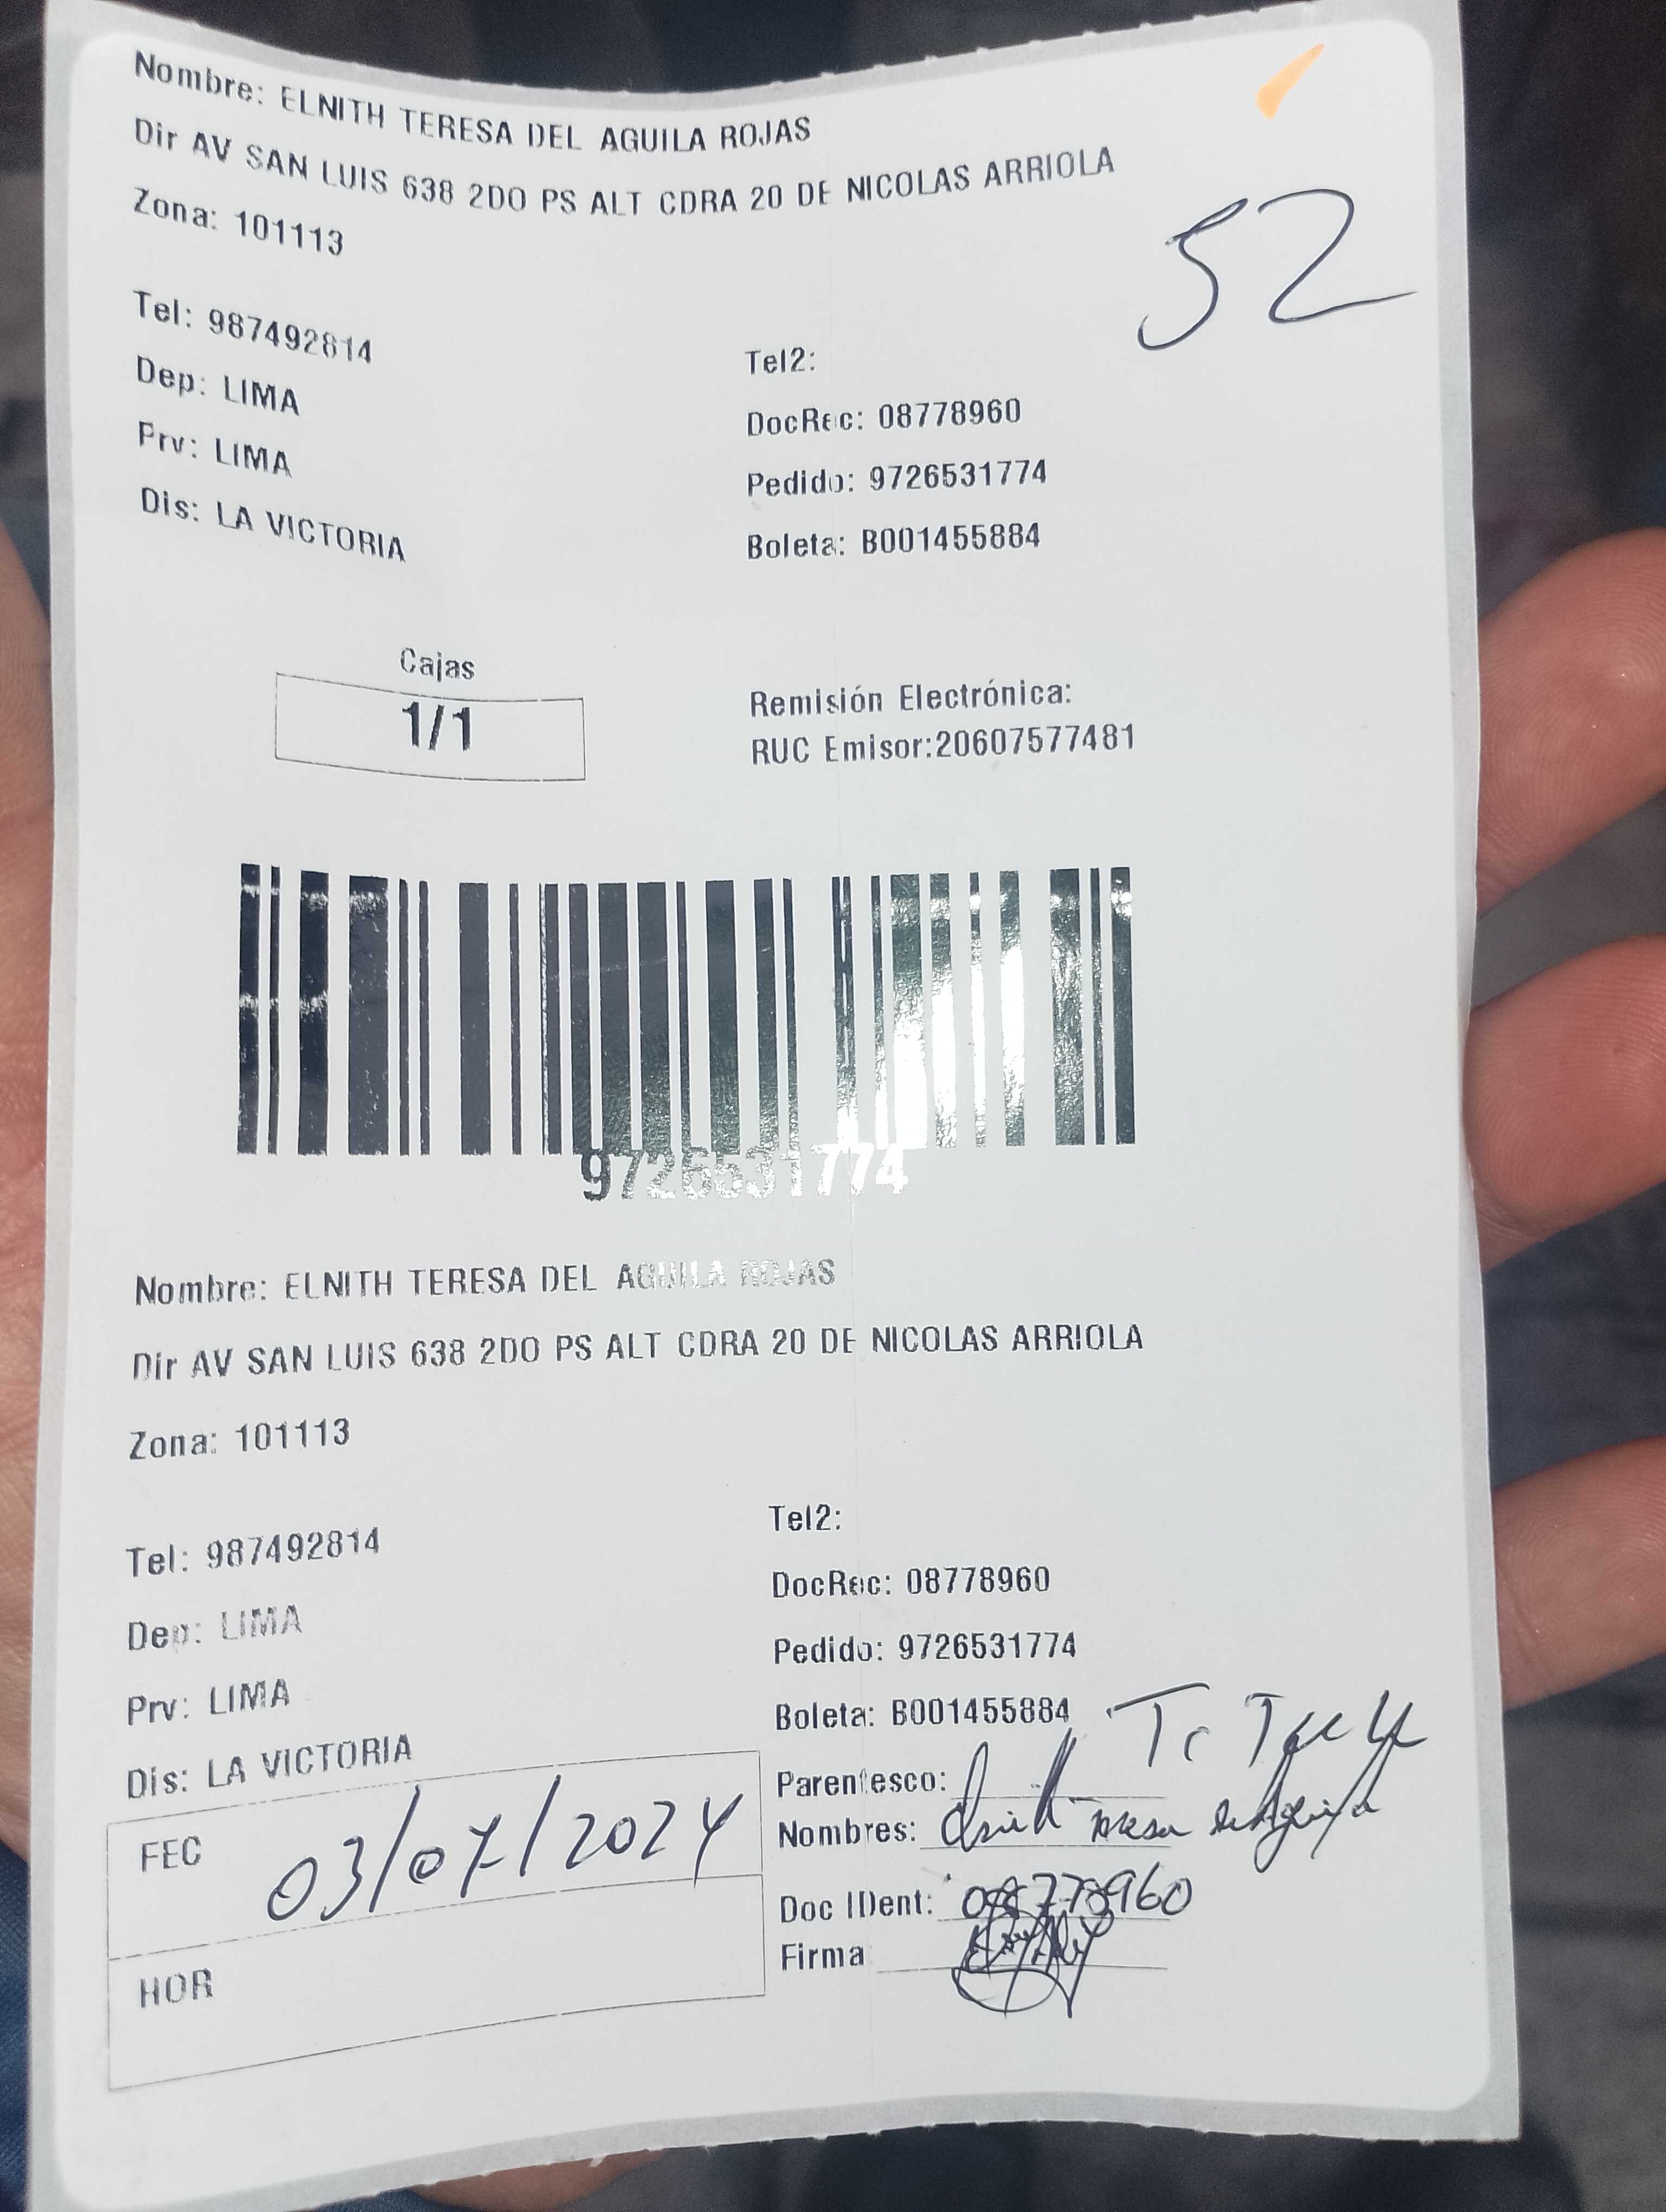 Nombre: ELNITH TERESA DEL AGUILA ROJAS
Dir AV SAN LUIS 638 2DO PS ALT CDRA 20 DE NICOLAS ARRIOLA
Zona: 101113
52
Tel: 987492814
Tel2:
Dep: LIMA
DocRec: 08778960
Prv: LIMA
Pedido: 9726531774
Dis: LA VICTORIA
Boleta: B001455884
Cajas
1/1
Remisión Electrónica:
RUC Emisor:20607577481
9726531774
Nombre: ELNITH TERESA DEL AGUILA ROJAS
Dir AV SAN LUIS 638 2DO PS ALT CDRA 20 DE NICOLAS ARRIOLA
Zona: 101113
Tel: 987492814
Tel2:
Dep: LIMA
DocRec: 08778960
Prv: LIMA
Pedido: 9726531774
Dis: LA VICTORIA
Boleta: B001455884
Parentesco:
FEC 03/07/2024
Nombres:
Doc IDent: 08778960
HOR
Firma